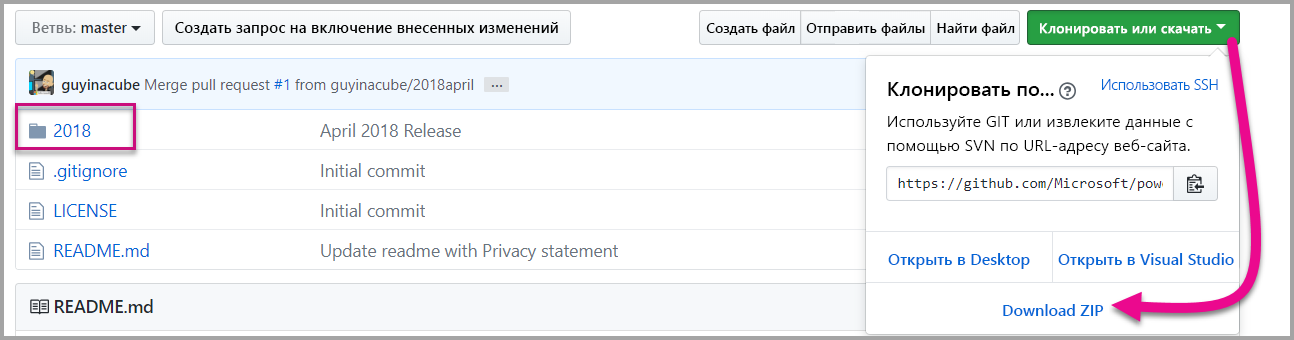 Ветвь: master
Создать запрос на включение внесенных изменений
Создать файл
Отправить файлы
Найти файл
Клонировать или скачать
guyinacube Merge pull request #1 from guyinacube/2018april ...
2018 April 2018 Release
.gitignore Initial commit
LICENSE Initial commit
README.md Update readme with Privacy statement
README.md
Клонировать по... ?
Использовать SSH
Используйте GIT или извлеките данные с
помощью SVN по URL-адресу веб-сайта.
https://github.com/Microsoft/pow
Открыть в Desktop
Открыть в Visual Studio
Download ZIP